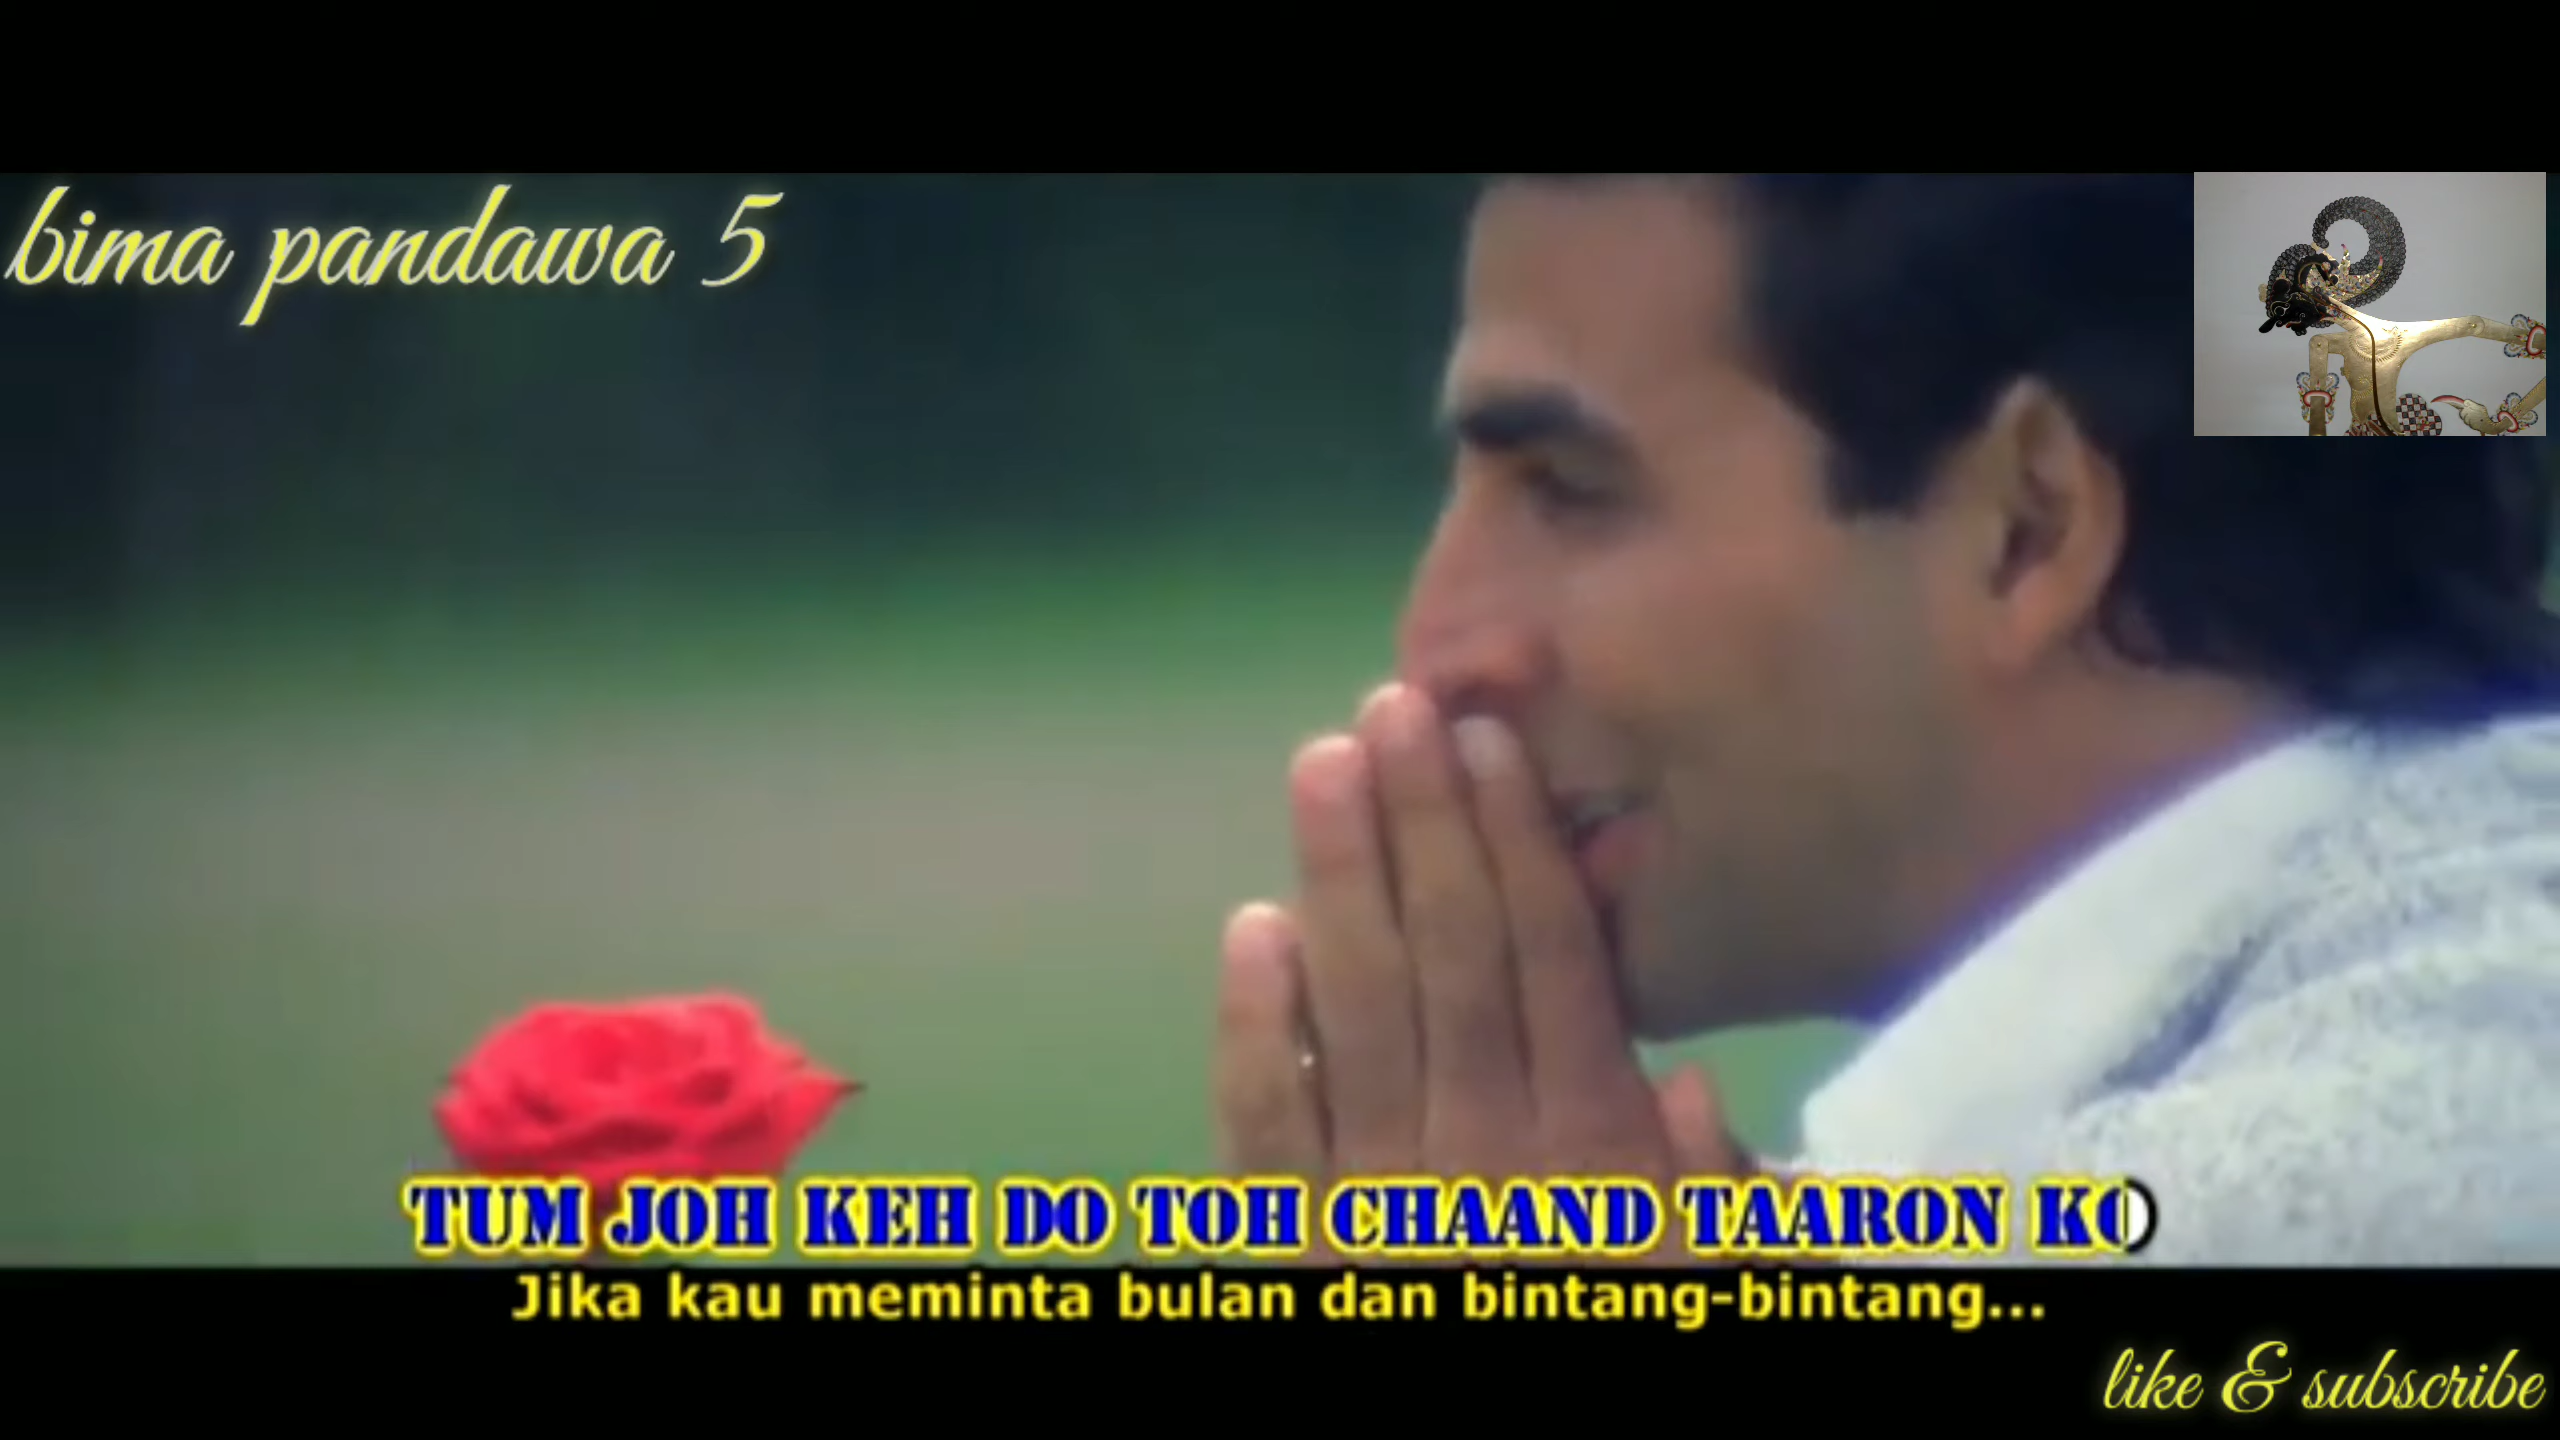 bima pandawa 5
TUM JOH KEH DO TOH CHAAND TAARON KO
Jika kau meminta bulan dan bintang-bintang...
like & subscribe